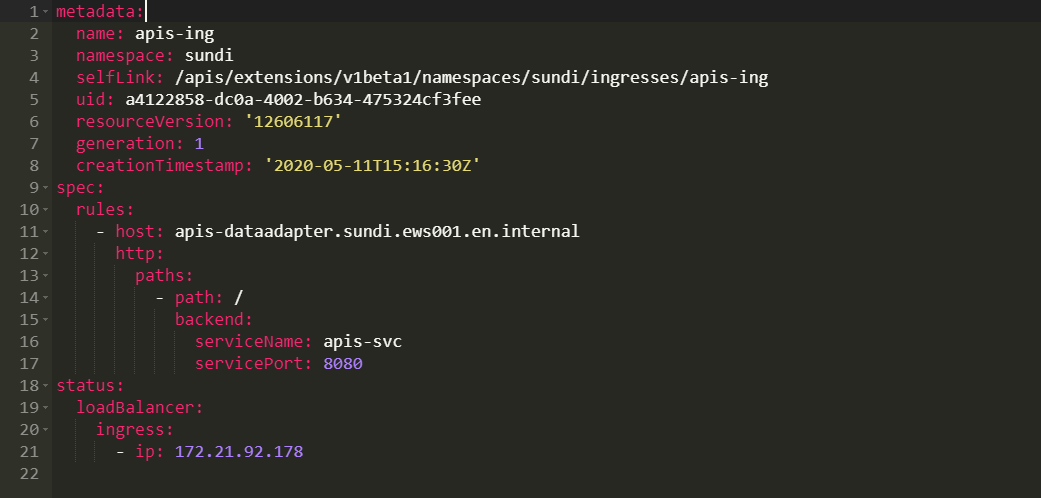 1 metadata:
2   name: apis-ing
3   namespace: sundi
4   selfLink: /apis/extensions/v1beta1/namespaces/sundi/ingresses/apis-ing
5   uid: a4122858-dc0a-4002-b634-475324cf3fee
6   resourceVersion: '12606117'
7   generation: 1
8   creationTimestamp: '2020-05-11T15:16:30Z'
9 spec:
10   rules:
11     - host: apis-dataadapter.sundi.ews001.en.internal
12       http:
13         paths:
14           - path: /
15             backend:
16               serviceName: apis-svc
17               servicePort: 8080
18 status:
19   loadBalancer:
20     ingress:
21       - ip: 172.21.92.178
22